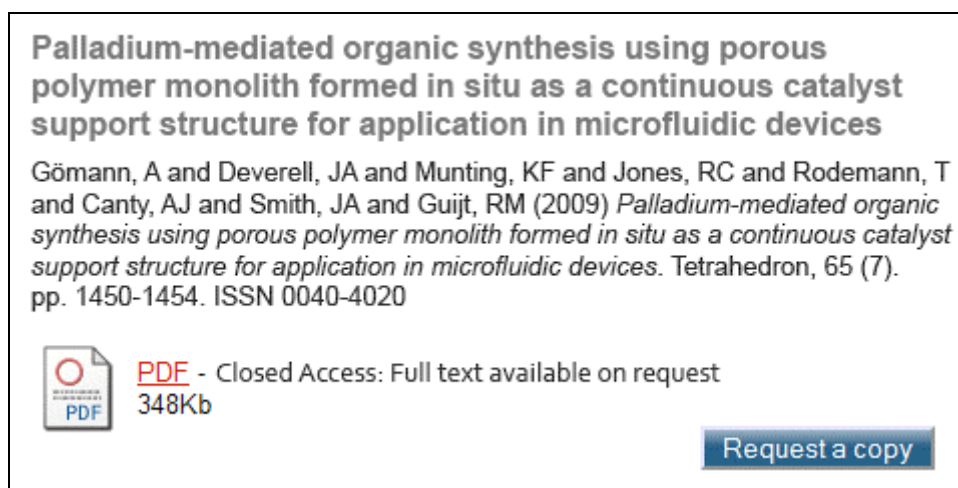 Palladium-mediated organic synthesis using porous
polymer monolith formed in situ as a continuous catalyst
support structure for application in microfluidic devices
Gömann, A and Deverell, JA and Munting, KF and Jones, RC and Rodemann, T
and Canty, AJ and Smith, JA and Guijt, RM (2009) Palladium-mediated organic
synthesis using porous polymer monolith formed in situ as a continuous catalyst
support structure for application in microfluidic devices. Tetrahedron, 65 (7).
pp. 1450-1454. ISSN 0040-4020
PDF - Closed Access: Full text available on request
348Kb
PDF
Request a copy